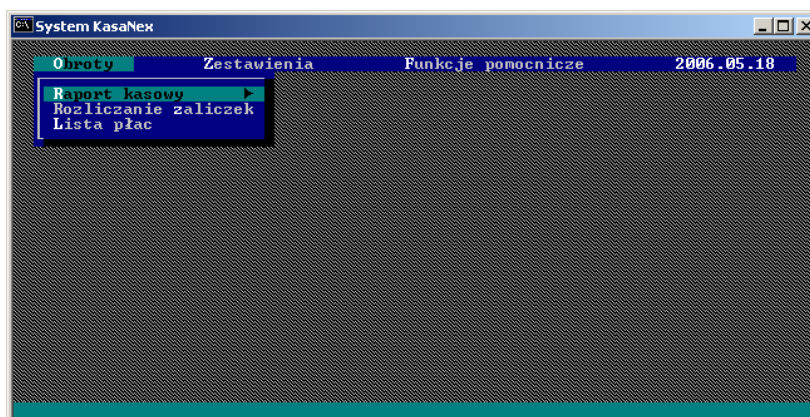 System KasaNex
Obroty Zestawienia Funkcje pomocnicze 2006.05.18
Raport kasowy
Rozliczanie zaliczek
Lista płac